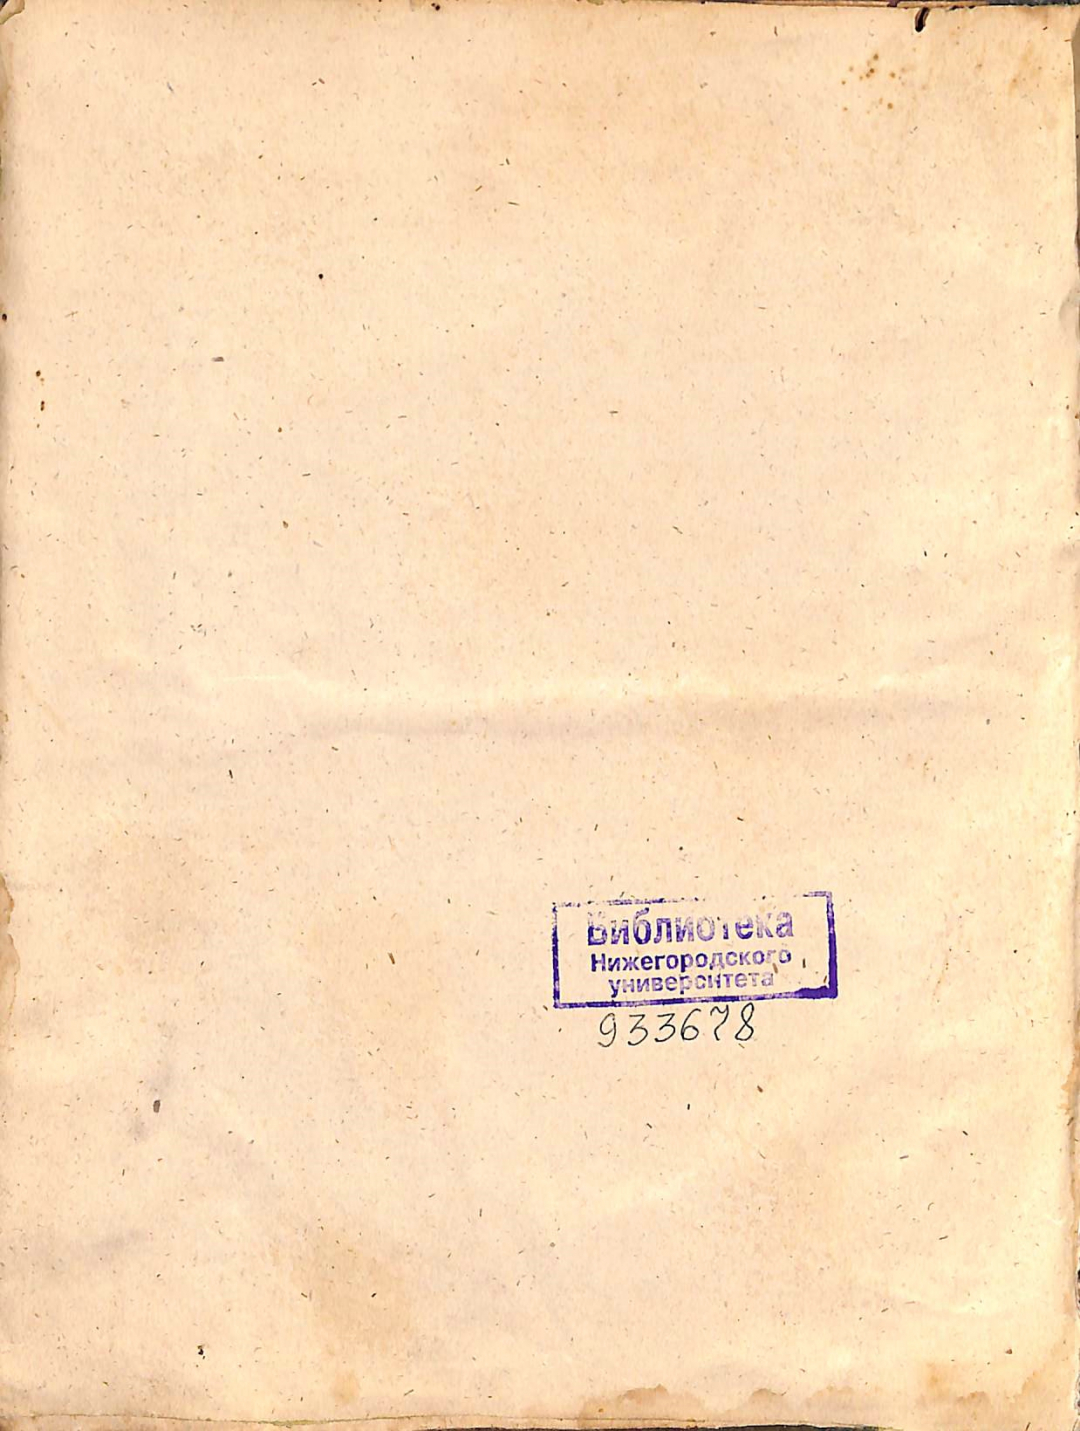 Библиотека
Нижегородского
университета
933678